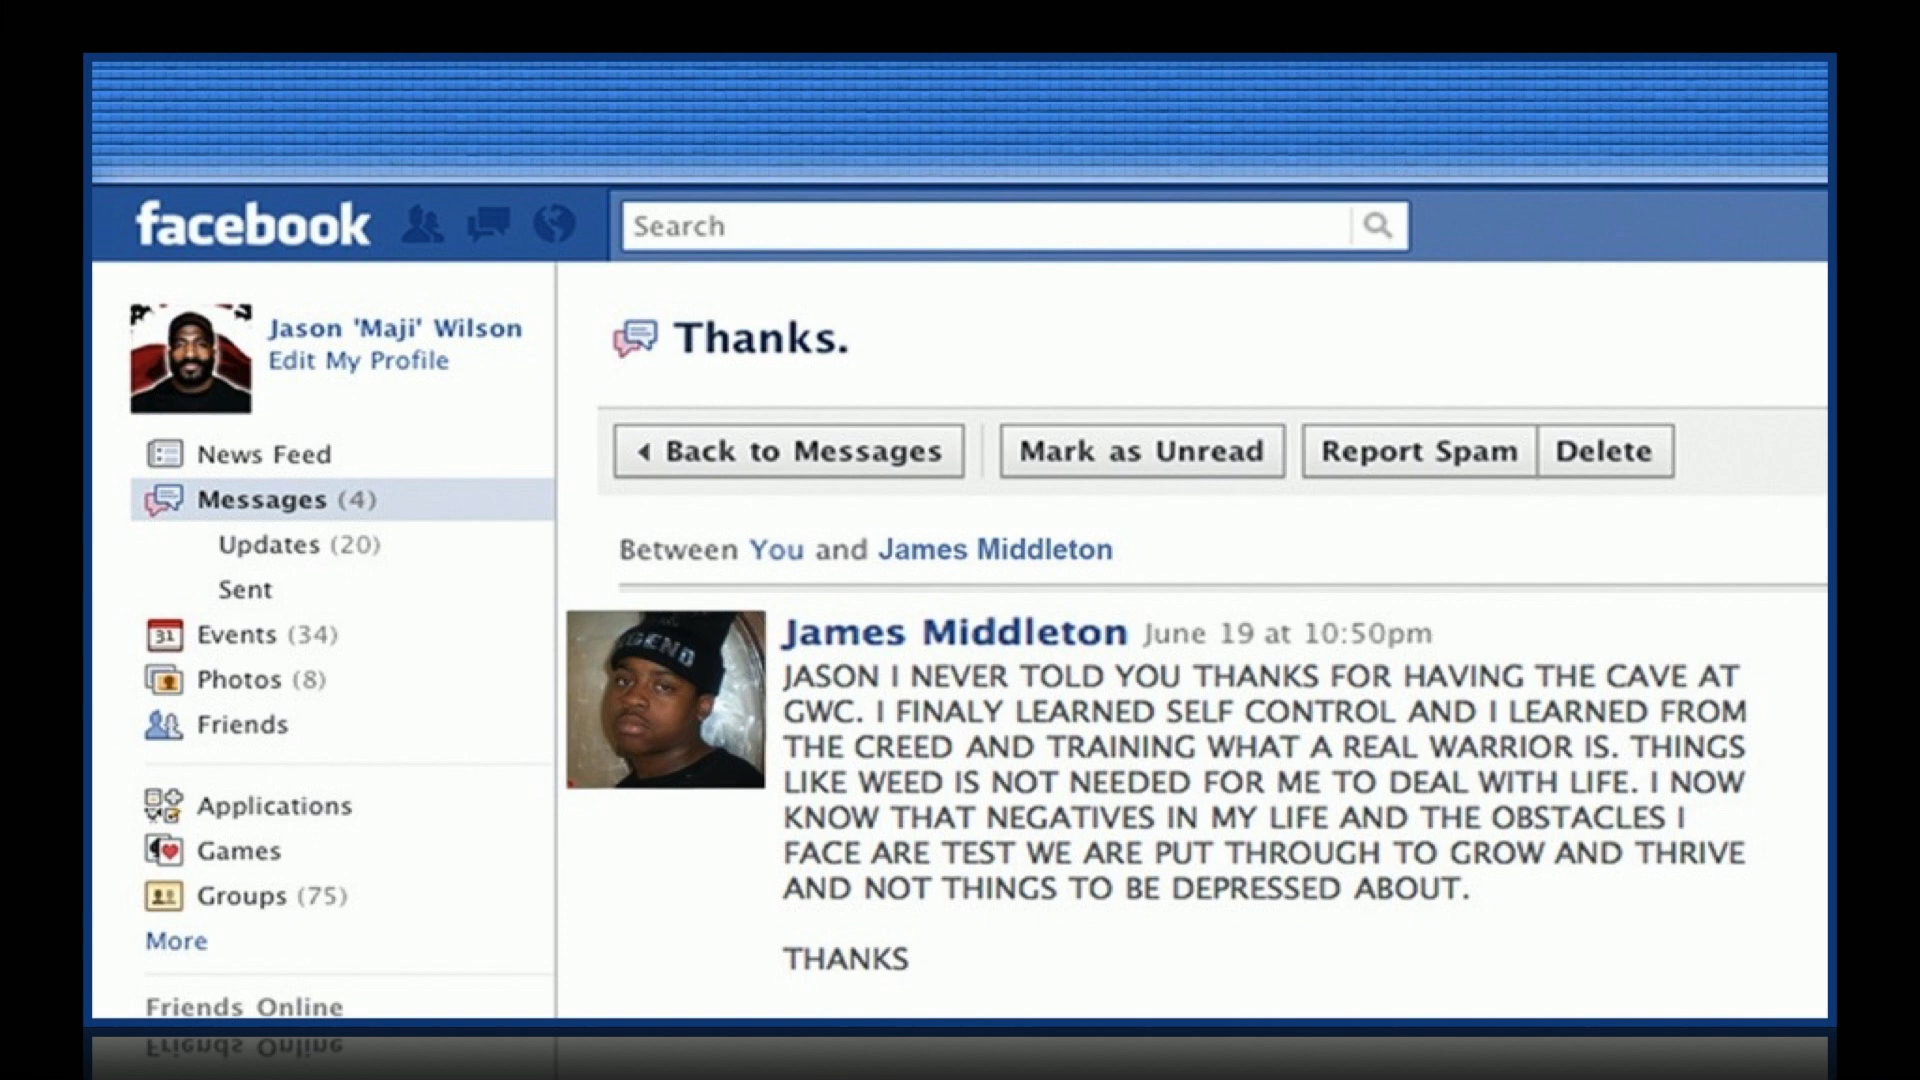 facebook
Search
Jason 'Maji' Wilson
Edit My Profile
News Feed
Messages (4)
Updates (20)
Sent
31
Events (34)
Photos (8)
Friends
Applications
Games
Groups (75)
More
Friends Online
Thanks.
Back to Messages
Mark as Unread
Report Spam
Delete
Between You and James Middleton
James Middleton June 19 at 10:50pm
JASON I NEVER TOLD YOU THANKS FOR HAVING THE CAVE AT
GWC. I FINALY LEARNED SELF CONTROL AND I LEARNED FROM
THE CREED AND TRAINING WHAT A REAL WARRIOR IS. THINGS
LIKE WEED IS NOT NEEDED FOR ME TO DEAL WITH LIFE. I NOW
KNOW THAT NEGATIVES IN MY LIFE AND THE OBSTACLES I
FACE ARE TEST WE ARE PUT THROUGH TO GROW AND THRIVE
AND NOT THINGS TO BE DEPRESSED ABOUT.
THANKS